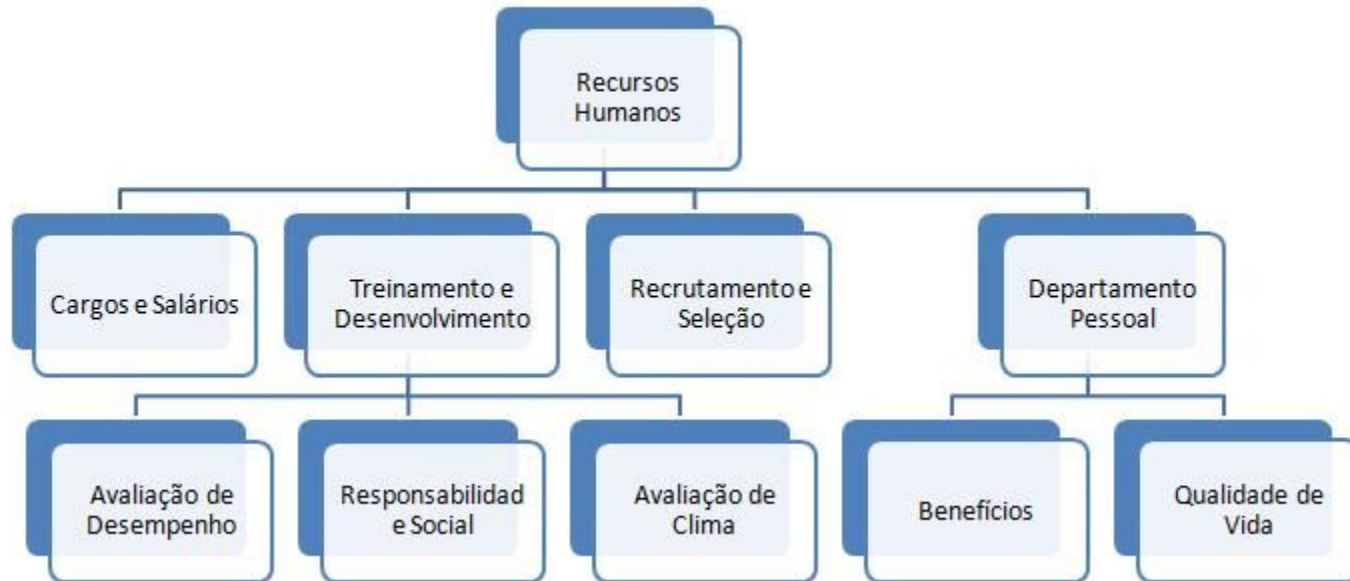 Recursos
Humanos
Cargos e Salários
Treinamento e
Desenvolvimento
Recrutamento e
Seleção
Departamento
Pessoal
Avaliação de
Desempenho
Responsabilidad
e Social
Avaliação de
Clima
Benefícios
Qualidade de
Vida